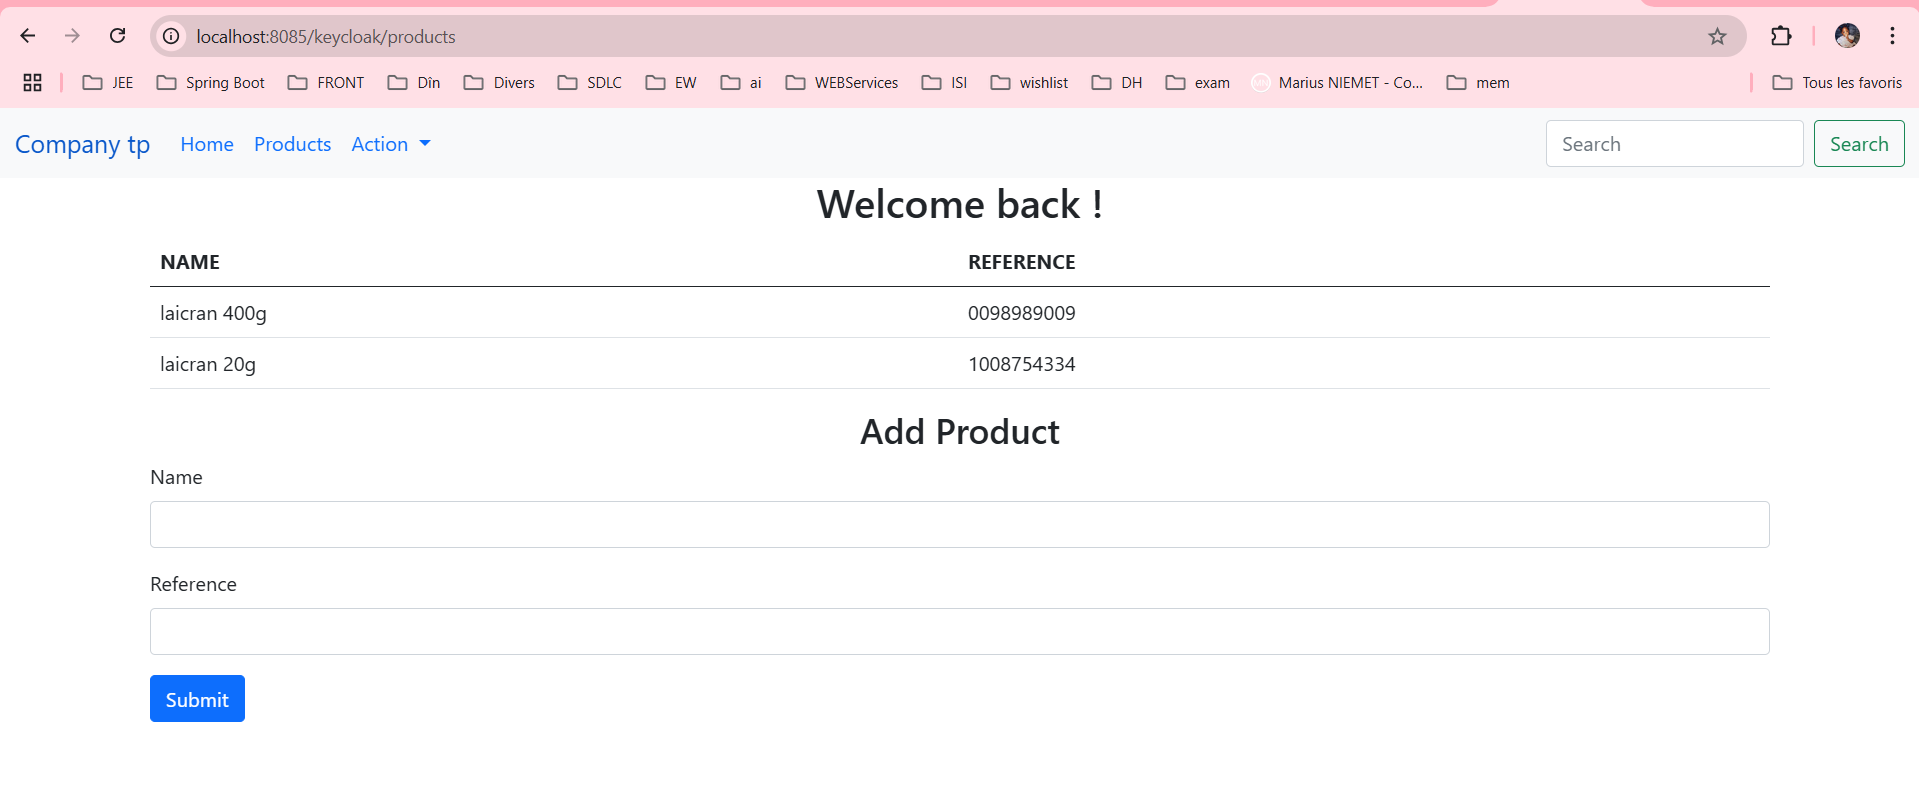 localhost:8085/keycloak/products
JEE Spring Boot FRONT Dîn Divers SDLC EW ai WEBServices ISI wishlist DH exam Marius NIEMET - Co... mem Tous les favoris
Company tp Home Products Action Search Search
Welcome back !
NAME REFERENCE
laicran 400g 0098989009
laicran 20g 1008754334
Add Product
Name
Reference
Submit